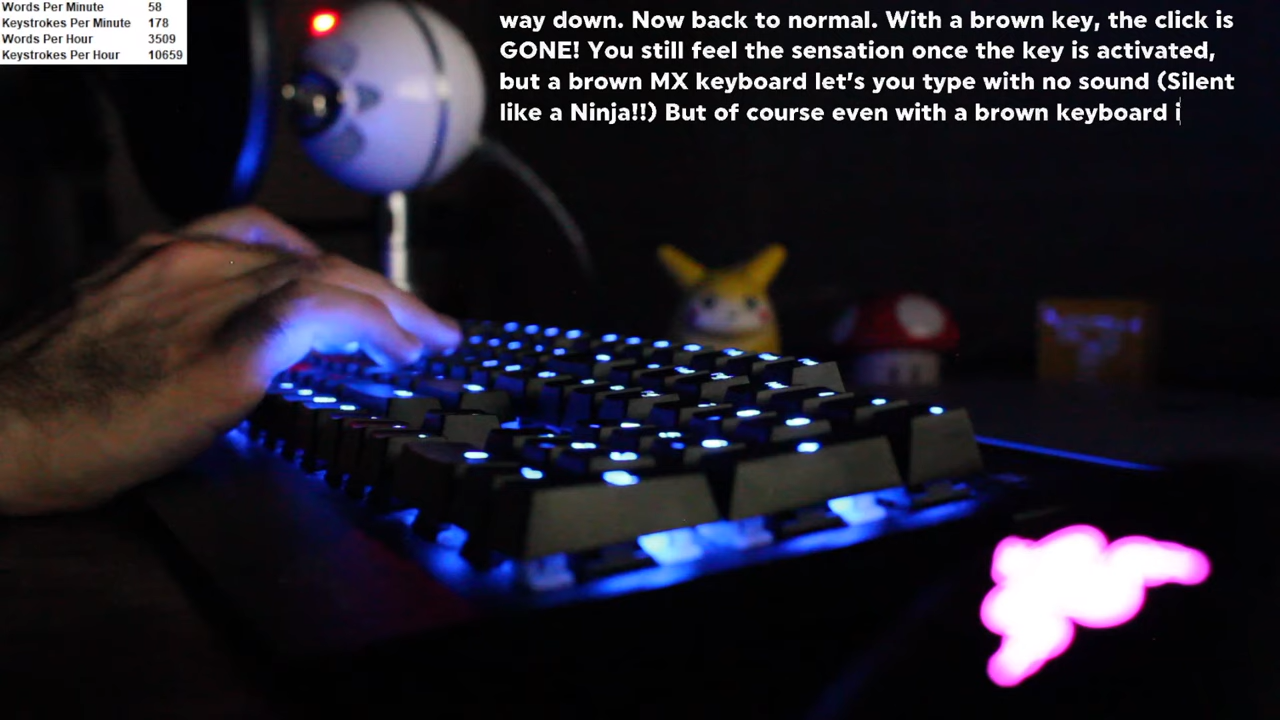 Words Per Minute 58
Keystrokes Per Minute 178
Words Per Hour 3509
Keystrokes Per Hour 10659
way down. Now back to normal. With a brown key, the click is
GONE! You still feel the sensation once the key is activated,
but a brown MX keyboard let's you type with no sound (Silent
like a Ninja!!) But of course even with a brown keyboard i